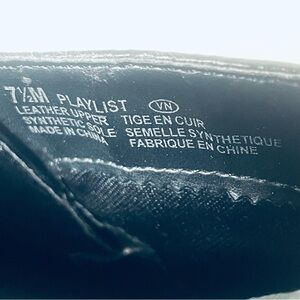 7½M PLAYLIST VN
LEATHER UPPER TIGE EN CUIR
SYNTHETIC SOLE SEMELLE SYNTHETIQUE
MADE IN CHINA FABRIQUE EN CHINE